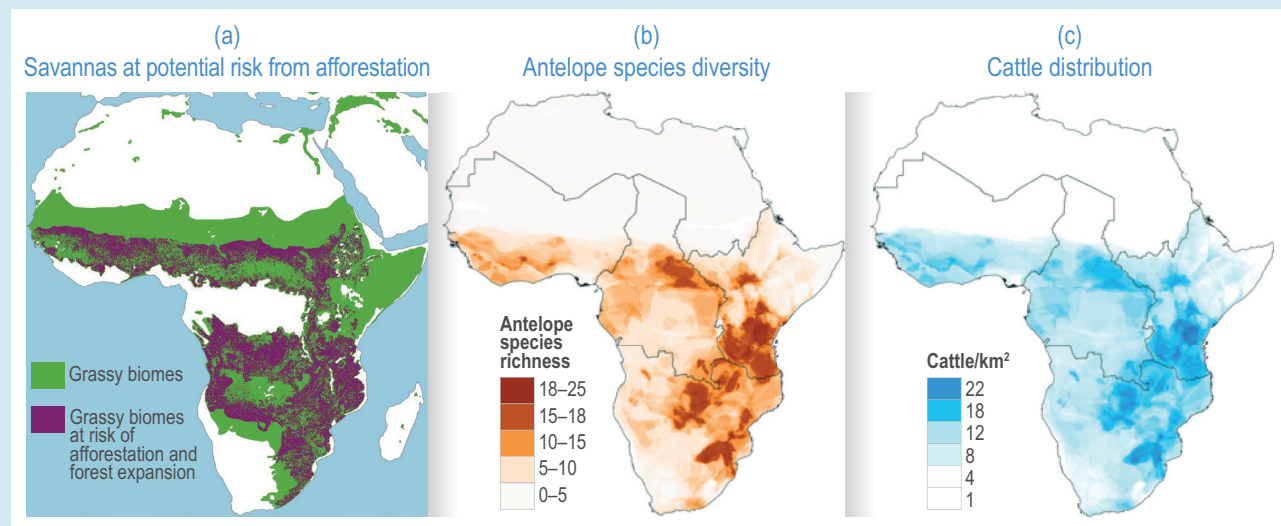 (a)
Savannas at potential risk from afforestation
Grassy biomes
Grassy biomes
at risk of
afforestation and
forest expansion
(b)
Antelope species diversity
Antelope
species
richness
18–25
15–18
10–15
5–10
0–5
(c)
Cattle distribution
Cattle/km²
22
18
12
8
4
1